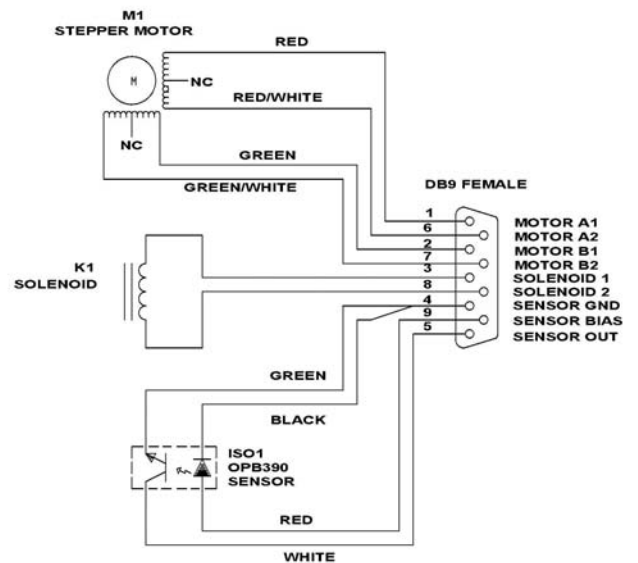 M1
STEPPER MOTOR
RED
M
NC
RED/WHITE
NC
GREEN
GREEN/WHITE
DB9 FEMALE
1 MOTOR A1
6 MOTOR A2
2 MOTOR B1
7 MOTOR B2
3 SOLENOID 1
8 SOLENOID 2
4 SENSOR GND
9 SENSOR BIAS
5 SENSOR OUT
K1
SOLENOID
GREEN
BLACK
ISO1
OPB390
SENSOR
RED
WHITE